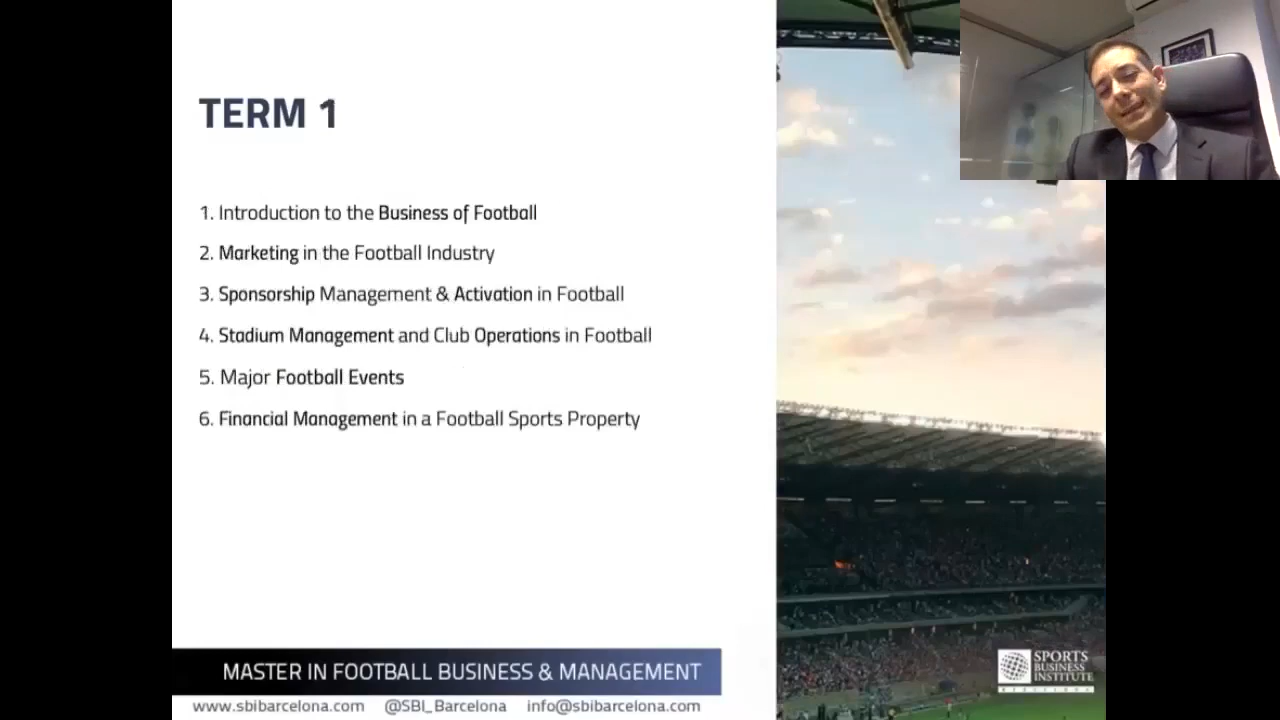 TERM 1
1. Introduction to the Business of Football
2. Marketing in the Football Industry
3. Sponsorship Management & Activation in Football
4. Stadium Management and Club Operations in Football
5. Major Football Events
6. Financial Management in a Football Sports Property
MASTER IN FOOTBALL BUSINESS & MANAGEMENT
www.sbibarcelona.com @SBI_Barcelona info@sbibarcelona.com
SPORTS
BUSINESS
INSTITUTE
BARCELONA